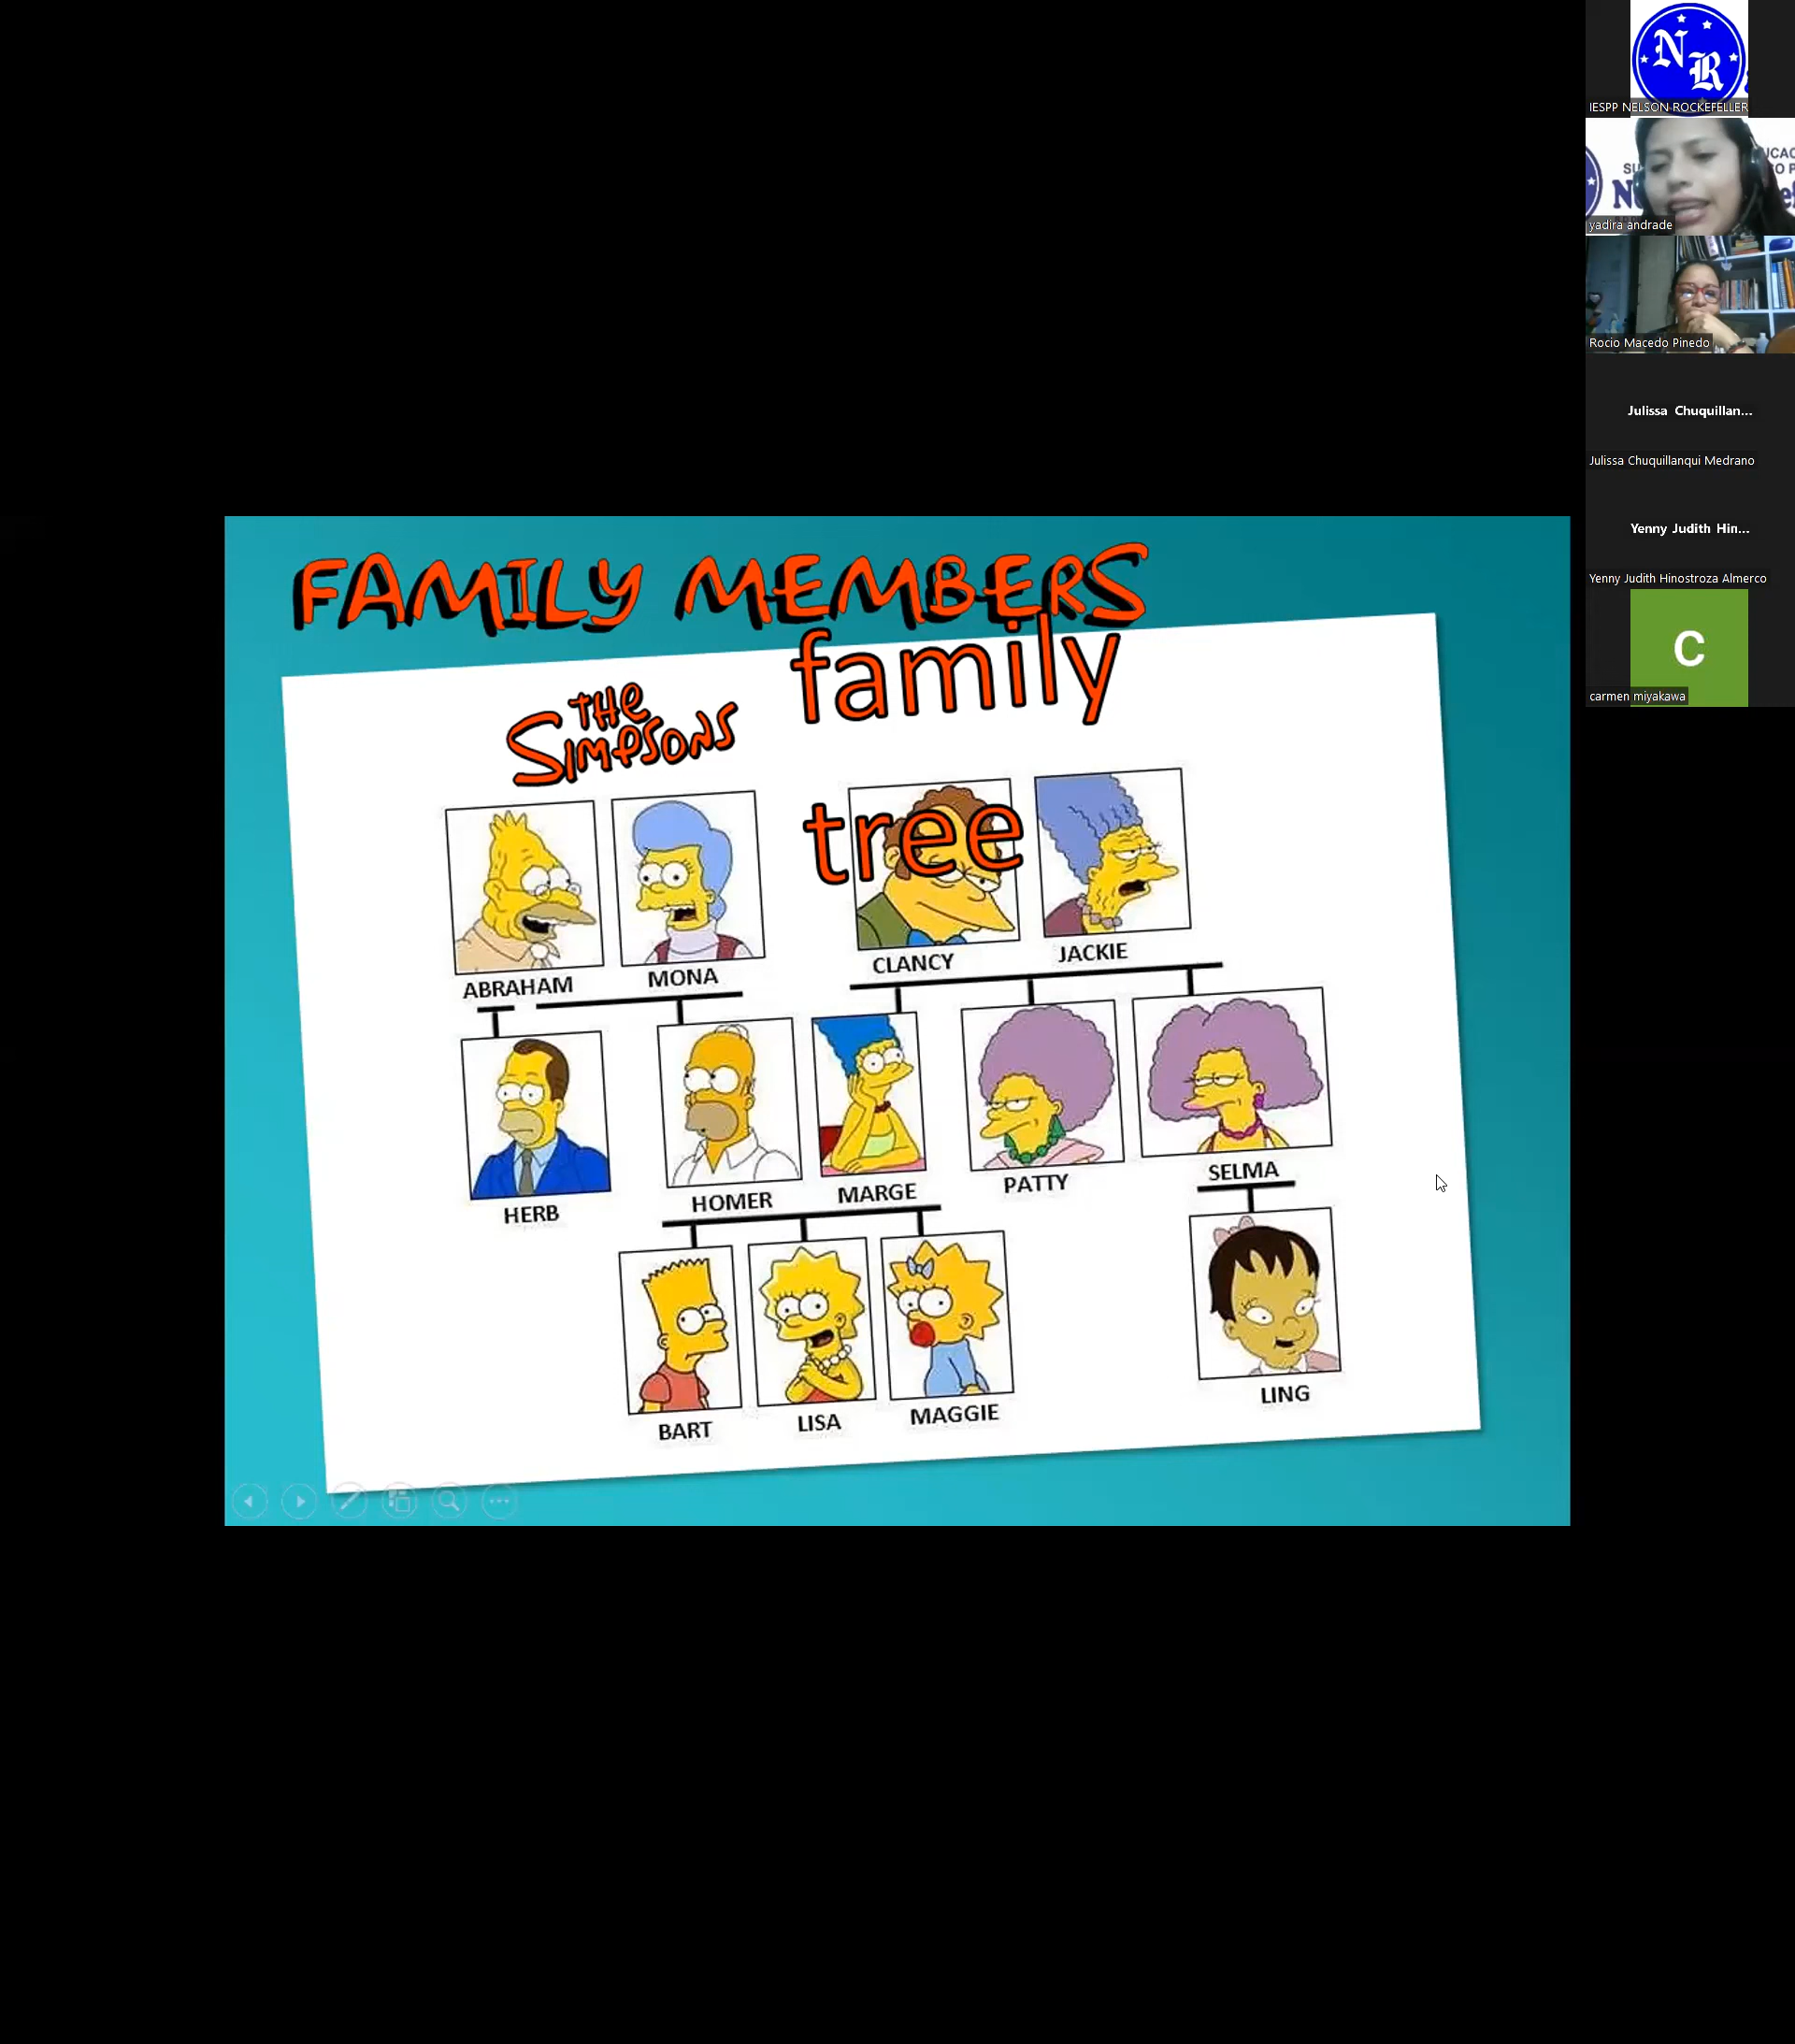 FAMILY MEMBERS
THE
SIMPSONS
family
tree
ABRAHAM
MONA
CLANCY
JACKIE
HERB
HOMER
MARGE
PATTY
SELMA
BART
LISA
MAGGIE
LING
NR
IESPP NELSON ROCKEFELLER
yadira andrade
Rocio Macedo Pinedo
Julissa Chuquillan...
Julissa Chuquillanqui Medrano
Yenny Judith Hin...
Yenny Judith Hinostroza Almerco
C
carmen miyakawa